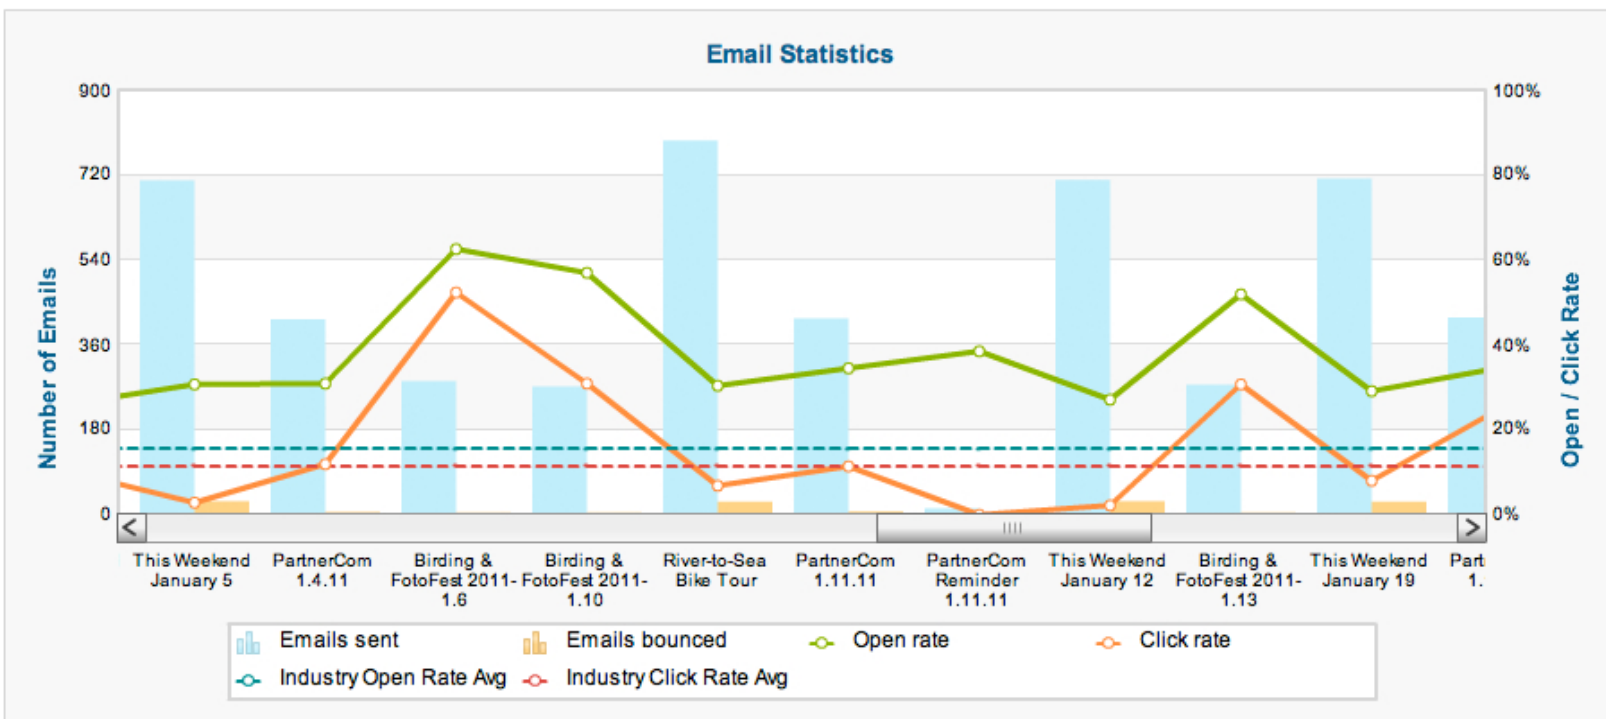 Email Statistics
900
720
540
360
180
0
Number of Emails
100%
80%
60%
40%
20%
0%
Open / Click Rate
This Weekend
January 5
PartnerCom
1.4.11
Birding &
FotoFest 2011-
1.6
Birding &
FotoFest 2011-
1.10
River-to-Sea
Bike Tour
PartnerCom
1.11.11
PartnerCom
Reminder
1.11.11
This Weekend
January 12
Birding &
FotoFest 2011-
1.13
This Weekend
January 19
Part
1.
Emails sent
Emails bounced
Open rate
Click rate
Industry Open Rate Avg
Industry Click Rate Avg